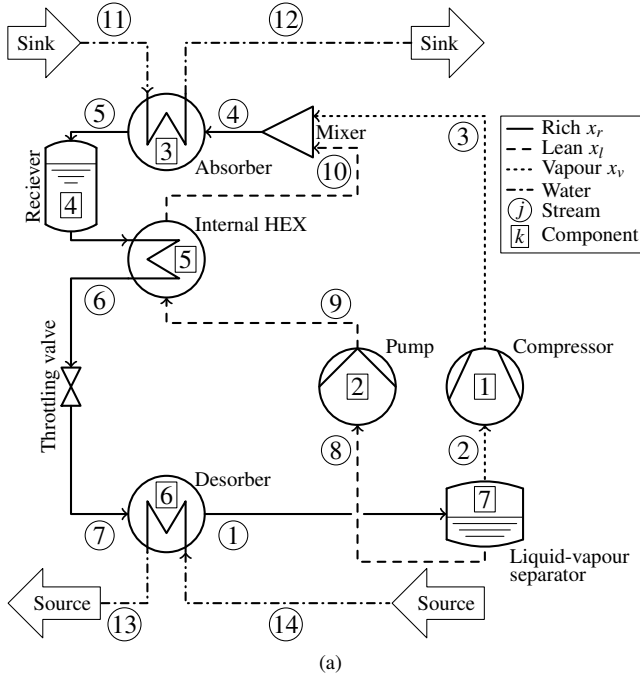 11
12
Sink
Sink
5
4
3
Mixer
3
Absorber
10
Rich x_r
Lean x_l
Vapour x_v
Water
j Stream
k Component
Reciever
4
Internal HEX
5
6
9
Throttling valve
Pump
Compressor
2
1
8
2
Desorber
6
7
7
1
Liquid-vapour
separator
Source
Source
13
14
(a)